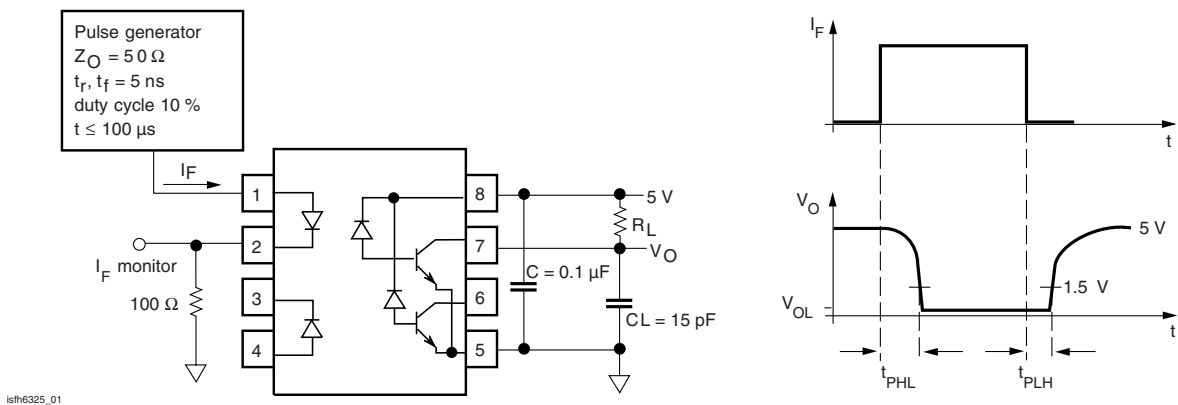 Pulse generator
ZO = 50 Ω
tr, tf = 5 ns
duty cycle 10 %
t ≤ 100 µs
IF
1
2
3
4
8
7
6
5
IF monitor
100 Ω
5 V
RL
VO
C = 0.1 µF
CL = 15 pF
isfh6325_01
IF
t
VO
5 V
1.5 V
VOL
t
tPHL
tPLH